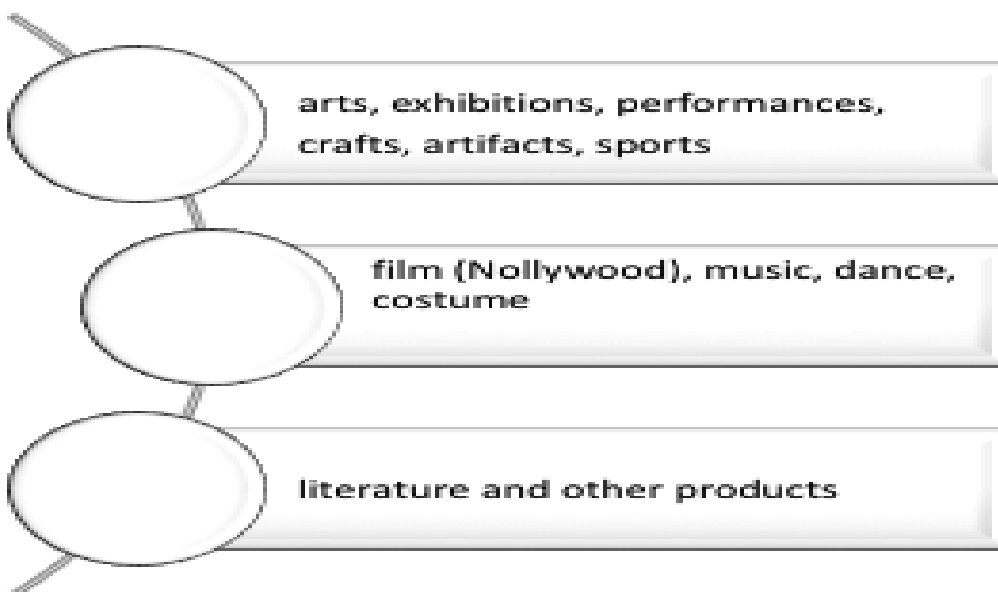 arts, exhibitions, performances,
crafts, artifacts, sports
film (Nollywood), music, dance,
costume
literature and other products